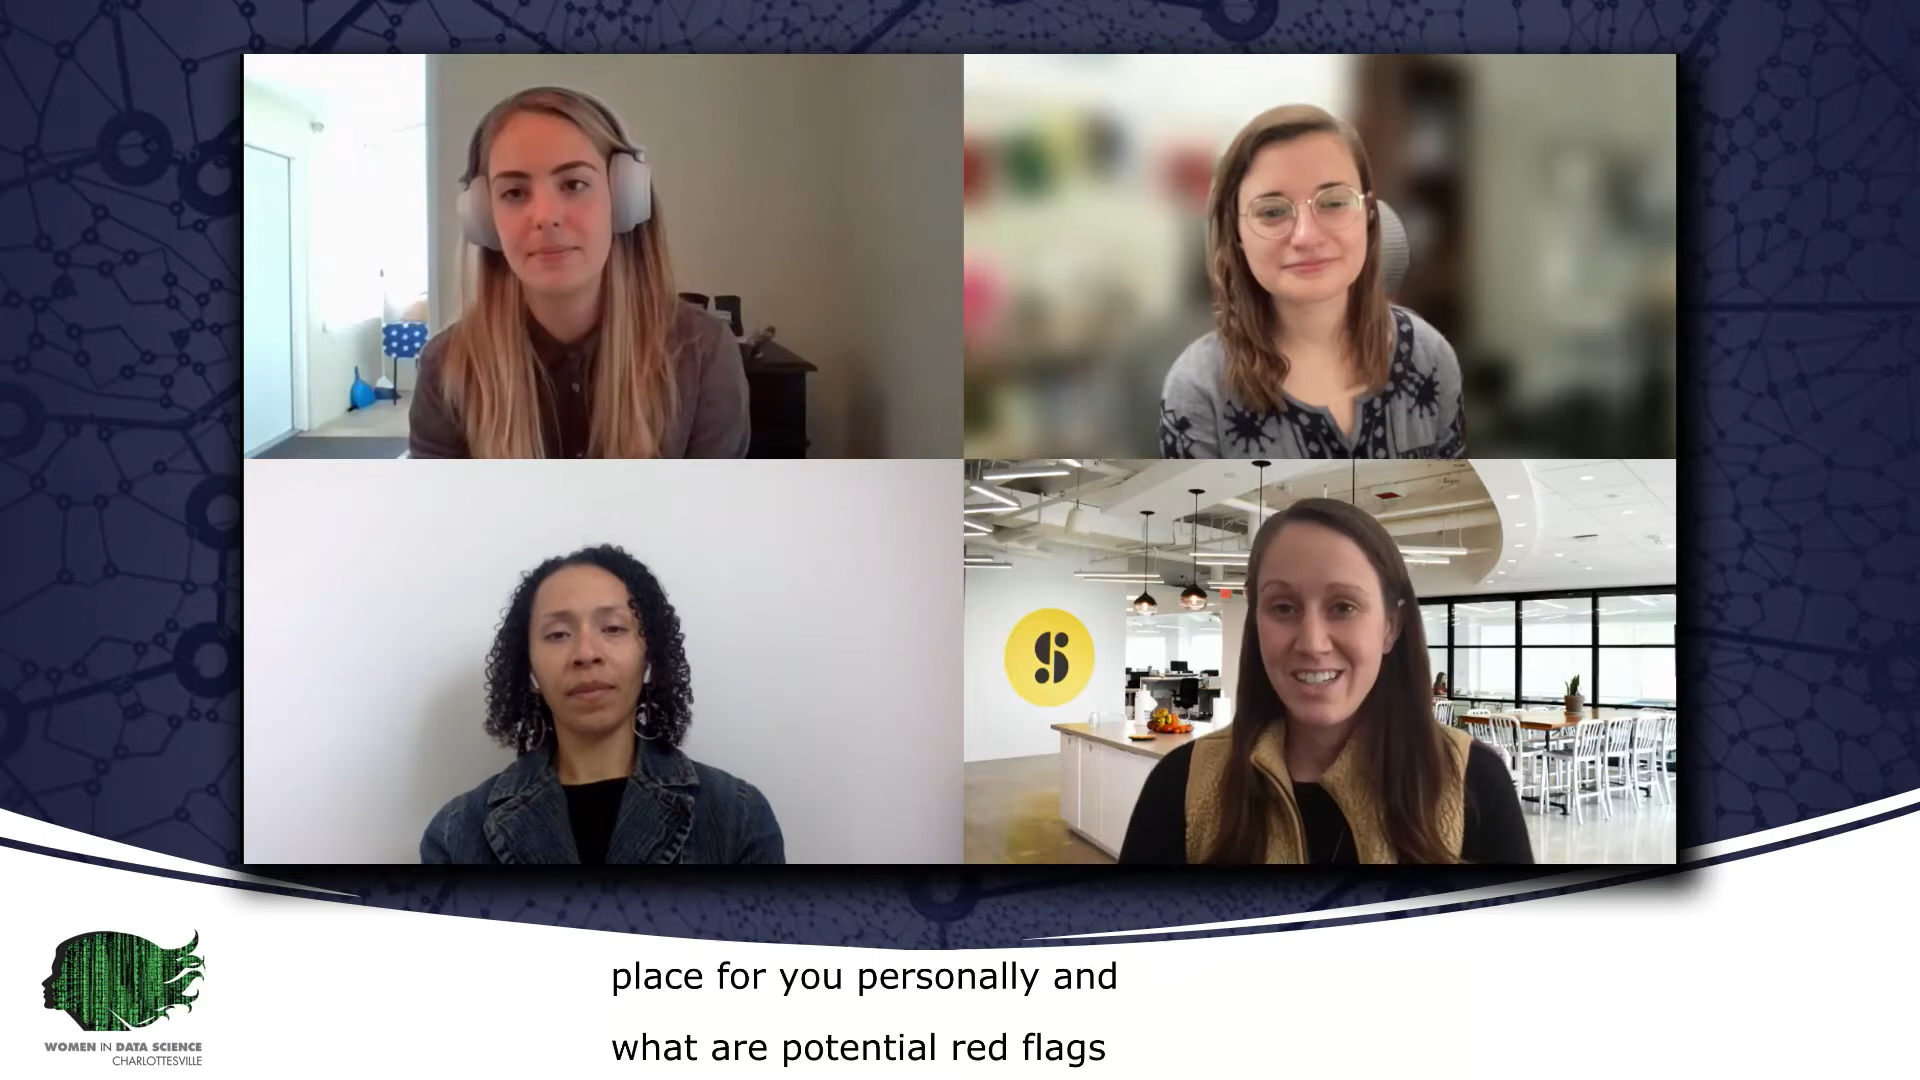 S
WOMEN IN DATA SCIENCE
CHARLOTTESVILLE
place for you personally and
what are potential red flags